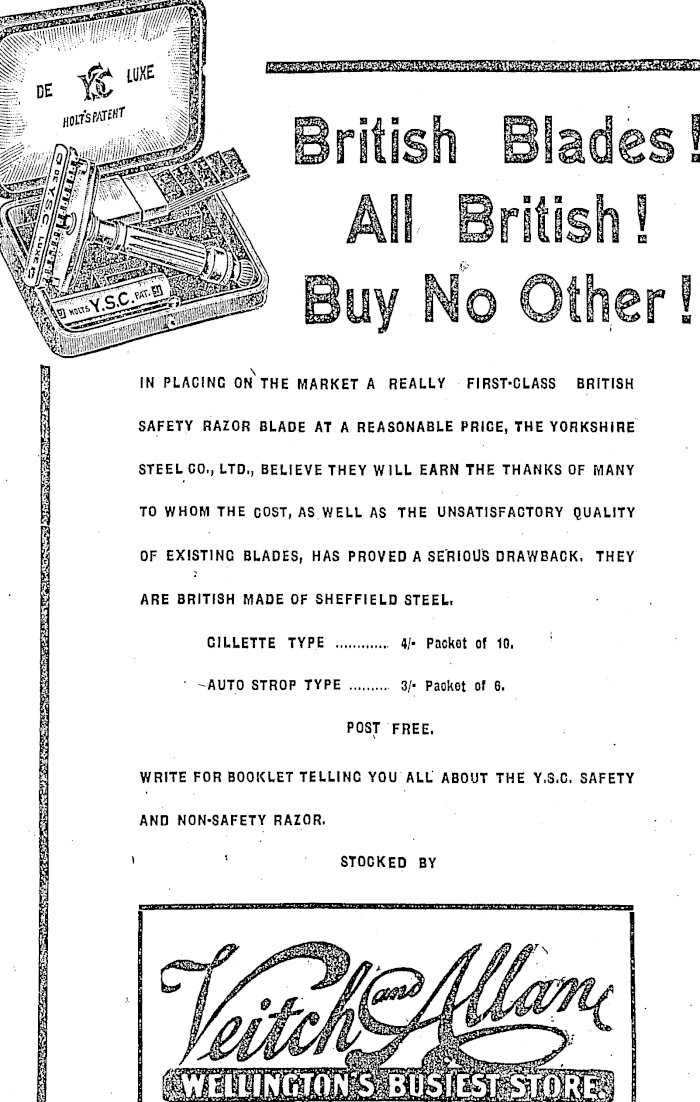 DE YSC LUXE
HOLT'S PATENT
British Blades!
All British!
Buy No Other!
Y.S.C.
HOLTS Y.S.C. PAT.
IN PLACING ON THE MARKET A REALLY FIRST-CLASS BRITISH
SAFETY RAZOR BLADE AT A REASONABLE PRICE, THE YORKSHIRE
STEEL CO., LTD., BELIEVE THEY WILL EARN THE THANKS OF MANY
TO WHOM THE COST, AS WELL AS THE UNSATISFACTORY QUALITY
OF EXISTING BLADES, HAS PROVED A SERIOUS DRAWBACK. THEY
ARE BRITISH MADE OF SHEFFIELD STEEL.
GILLETTE TYPE ............ 4/- Packet of 10.
AUTO STROP TYPE ......... 3/- Packet of 6.
POST FREE.
WRITE FOR BOOKLET TELLING YOU ALL ABOUT THE Y.S.C. SAFETY
AND NON-SAFETY RAZOR.
STOCKED BY
Veitch and Allan
WELLINGTON'S BUSIEST STORE.